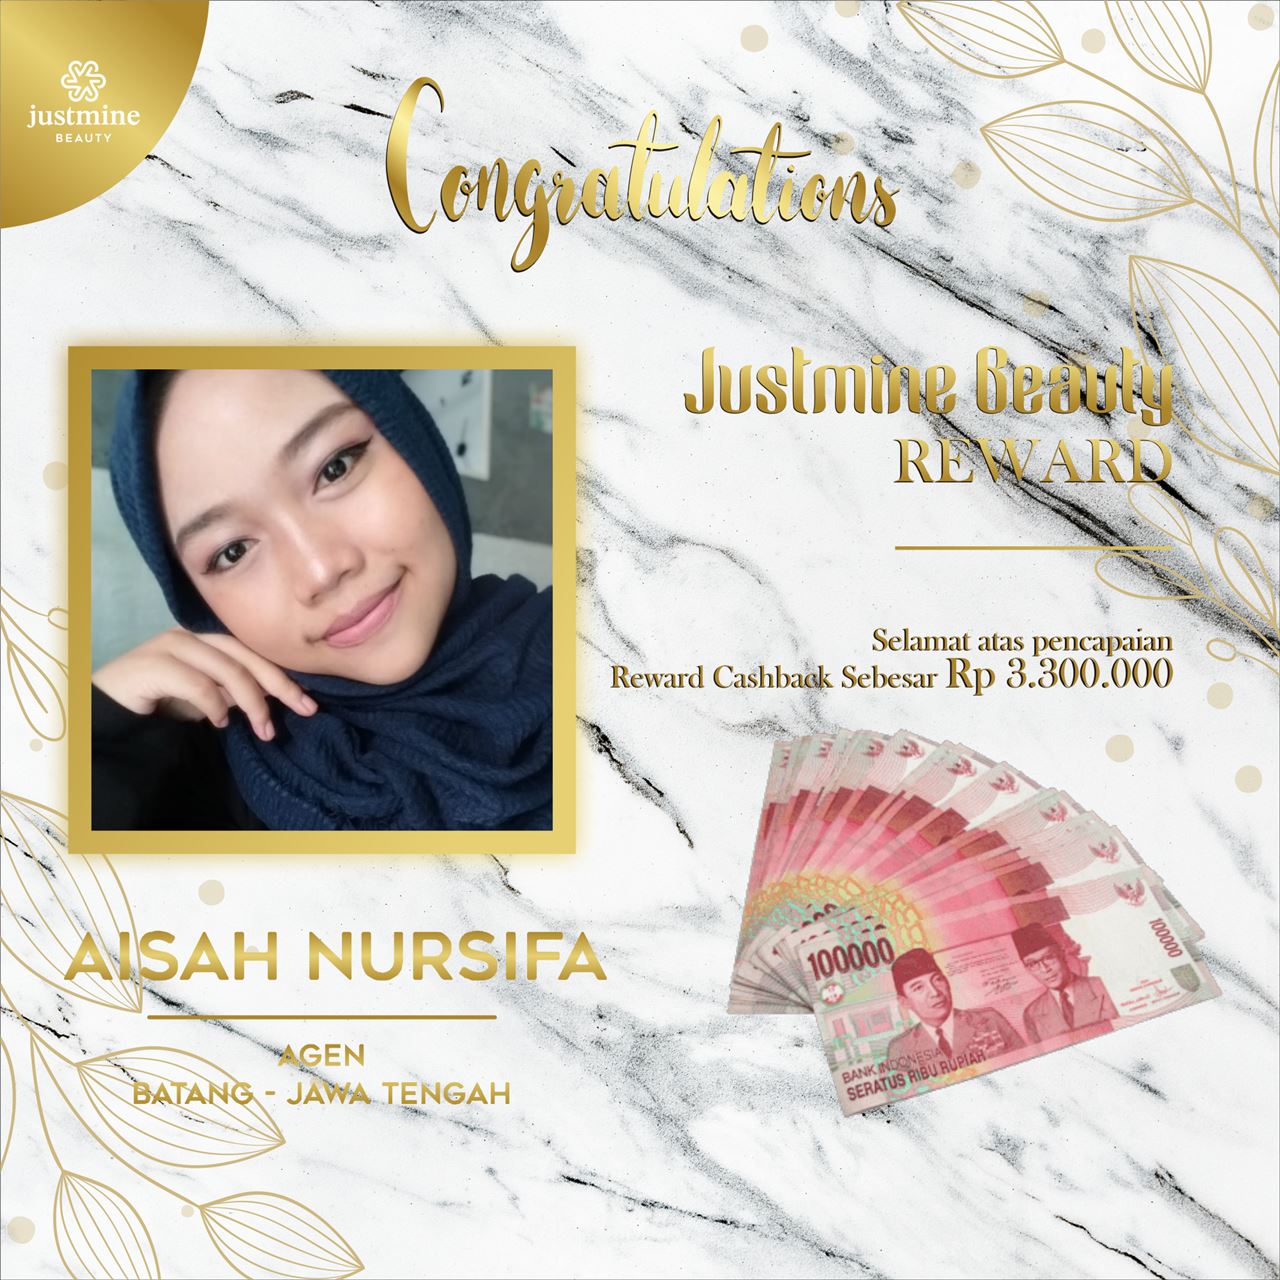 justmine
BEAUTY
Congratulations
Justmine Beauty
REWARD
Selamat atas pencapaian
Reward Cashback Sebesar Rp 3.300.000
AISAH NURSIFA
AGEN
BATANG - JAWA TENGAH
100000
100000
BANK INDONESIA
SERATUS RIBU RUPIAH